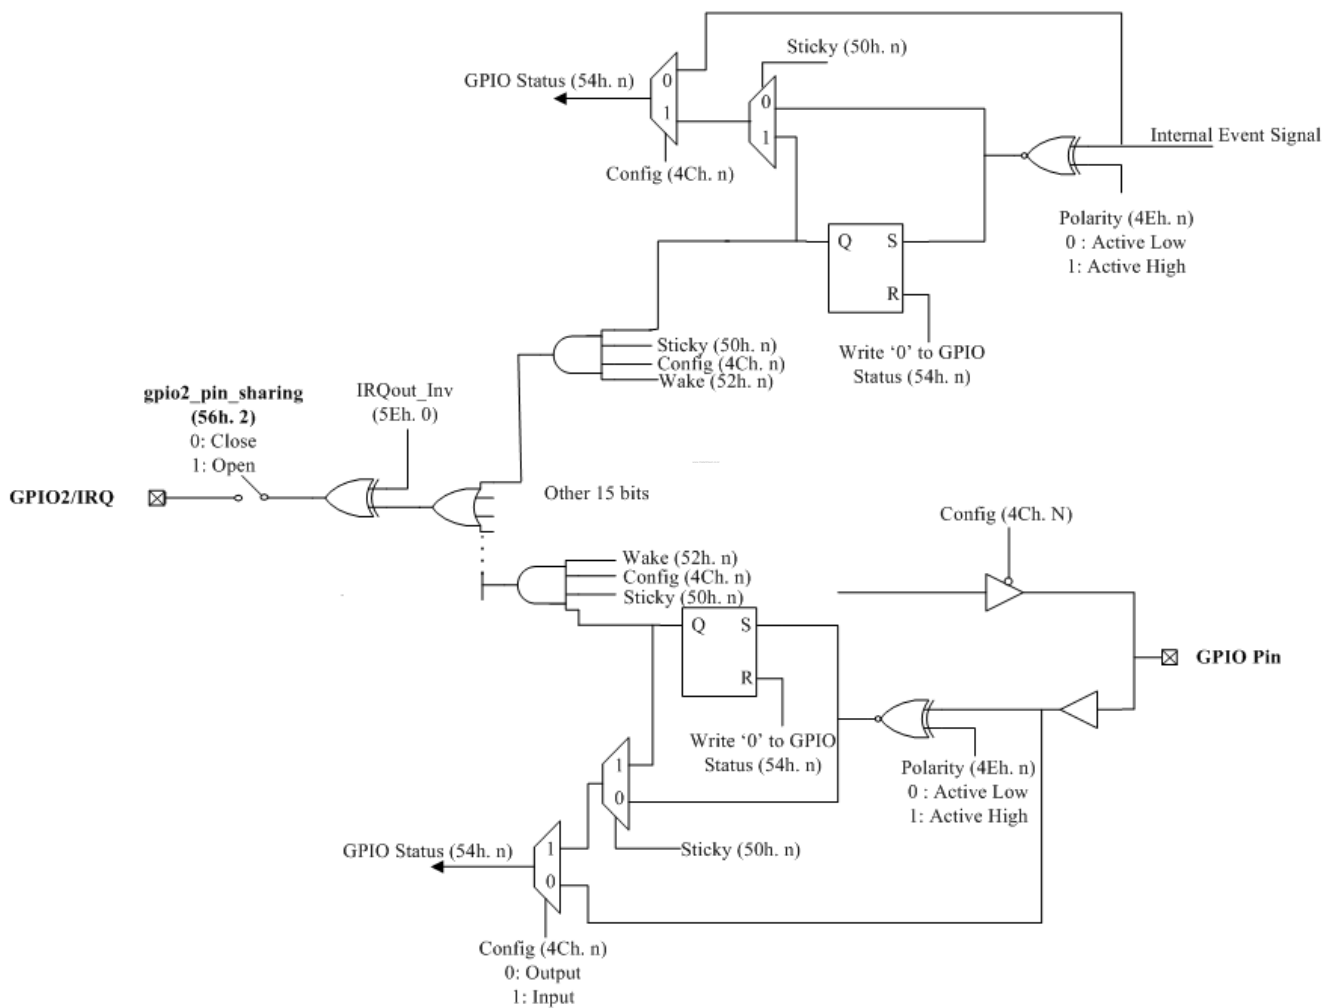 Sticky (50h. n)
GPIO Status (54h. n)
0
1
0
1
Config (4Ch. n)
Internal Event Signal
Polarity (4Eh. n)
0 : Active Low
1: Active High
Q
S
R
Write ‘0’ to GPIO
Status (54h. n)
Sticky (50h. n)
Config (4Ch. n)
Wake (52h. n)
gpio2_pin_sharing
(56h. 2)
0: Close
1: Open
IRQout_Inv
(5Eh. 0)
GPIO2/IRQ
Other 15 bits
Config (4Ch. N)
Wake (52h. n)
Config (4Ch. n)
Sticky (50h. n)
Q
S
R
GPIO Pin
Write ‘0’ to GPIO
Status (54h. n)
Polarity (4Eh. n)
0 : Active Low
1: Active High
1
0
Sticky (50h. n)
GPIO Status (54h. n)
1
0
Config (4Ch. n)
0: Output
1: Input